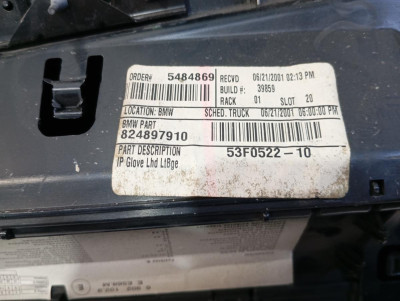 ORDER# 5484869 RECVD 06/21/2001 02:13 PM
BUILD #: 39859
RACK 01 SLOT 20
LOCATION: BMW SCHED. TRUCK 06/21/2001 06:00:00 PM
BMW PART
824897910
PART DESCRIPTION 53F0522-10
IP Glove Lhd LtBge